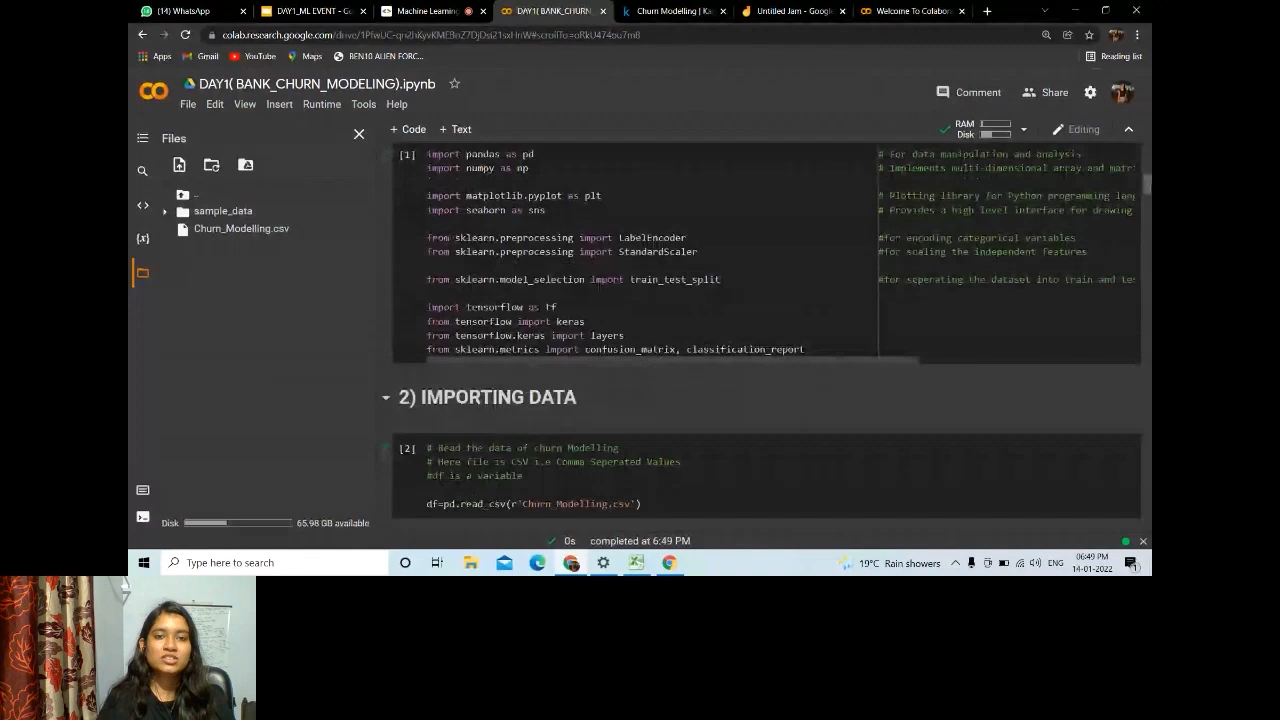 (14) WhatsApp
DAY1_ML EVENT - G
Machine Learning
DAY1( BANK_CHURN_
Churn Modelling | Ka
Untitled Jam - Google
Welcome To Colabora
colab.research.google.com
Apps
Gmail
YouTube
Maps
BEN10 ALIEN FORC...
Reading list
DAY1( BANK_CHURN_MODELING).ipynb
File Edit View Insert Runtime Tools Help
Comment
Share
Files
+ Code + Text
RAM
Disk
Editing
..
sample_data
Churn_Modelling.csv
Disk
65.98 GB available
[1] import pandas as pd # For data manipulation and analysis
import numpy as np # Implements multi-dimensional array and matri
import matplotlib.pyplot as plt # Plotting library for Python programming lang
import seaborn as sns # Provides a high level interface for drawing
from sklearn.preprocessing import LabelEncoder #for encoding categorical variables
from sklearn.preprocessing import StandardScaler #for scaling the independent features
from sklearn.model_selection import train_test_split #for seperating the dataset into train and tes
import tensorflow as tf
from tensorflow import keras
from tensorflow.keras import layers
from sklearn.metrics import confusion_matrix, classification_report
2) IMPORTING DATA
[2] # Read the data of churn Modelling
# Here file is CSV i.e Comma Seperated Values
#df is a variable
df=pd.read_csv(r'Churn_Modelling.csv')
0s completed at 6:49 PM
Type here to search
19°C Rain showers
ENG
06:49 PM
14-01-2022